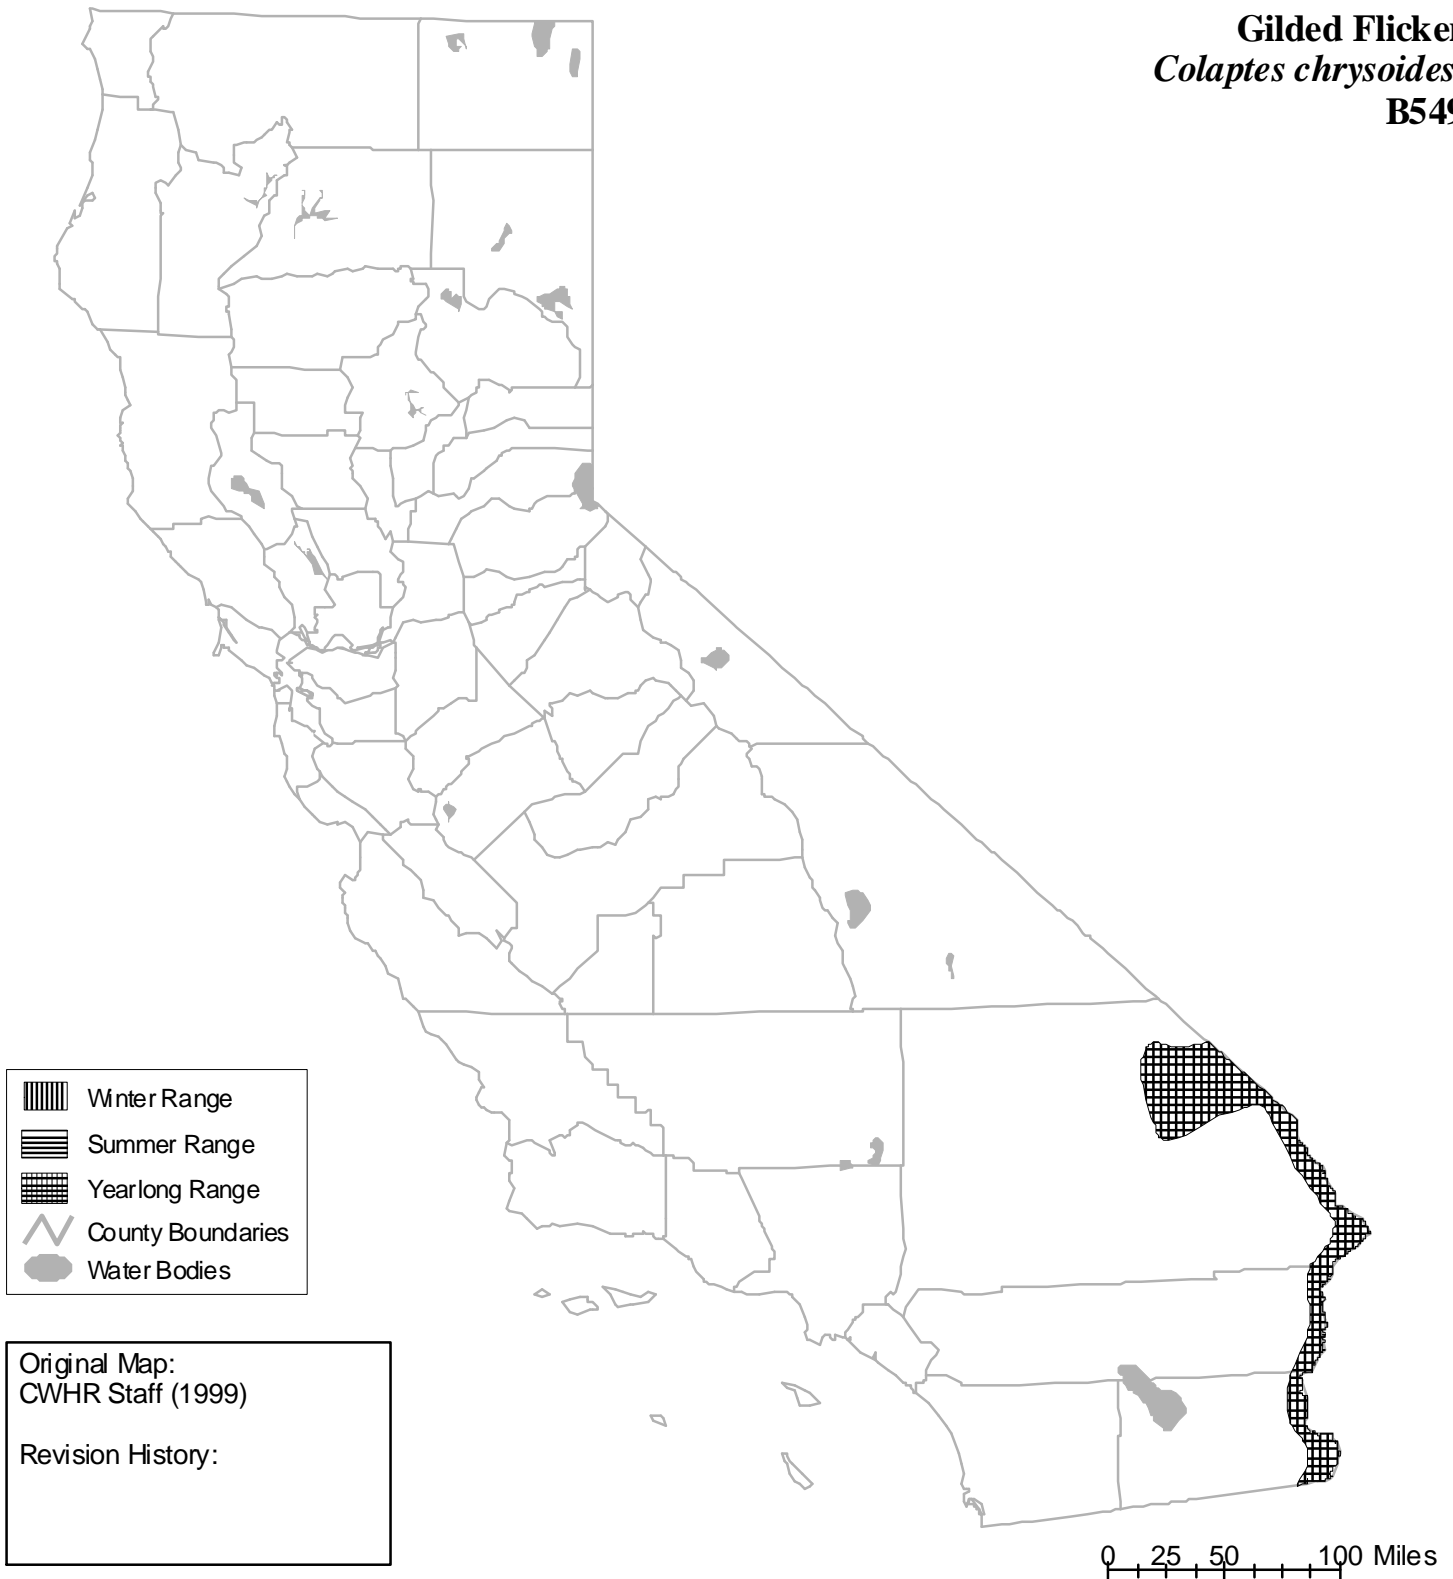 Gilded Flicker
Colaptes chrysoides
B549
Winter Range
Summer Range
Yearlong Range
County Boundaries
Water Bodies
Original Map:
CWHR Staff (1999)
Revision History:
0 25 50 100 Miles